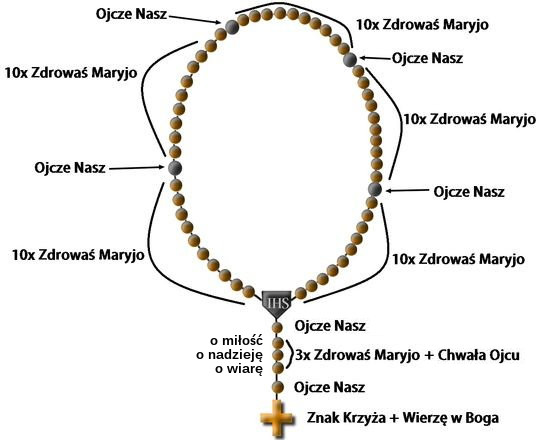 Ojcze Nasz
10x Zdrowaś Maryjo
Ojcze Nasz
10x Zdrowaś Maryjo
10x Zdrowaś Maryjo
Ojcze Nasz
Ojcze Nasz
10x Zdrowaś Maryjo
10x Zdrowaś Maryjo
IHS
Ojcze Nasz
o miłość
o nadzieję
o wiarę
3x Zdrowaś Maryjo + Chwała Ojcu
Ojcze Nasz
Znak Krzyża + Wierzę w Boga